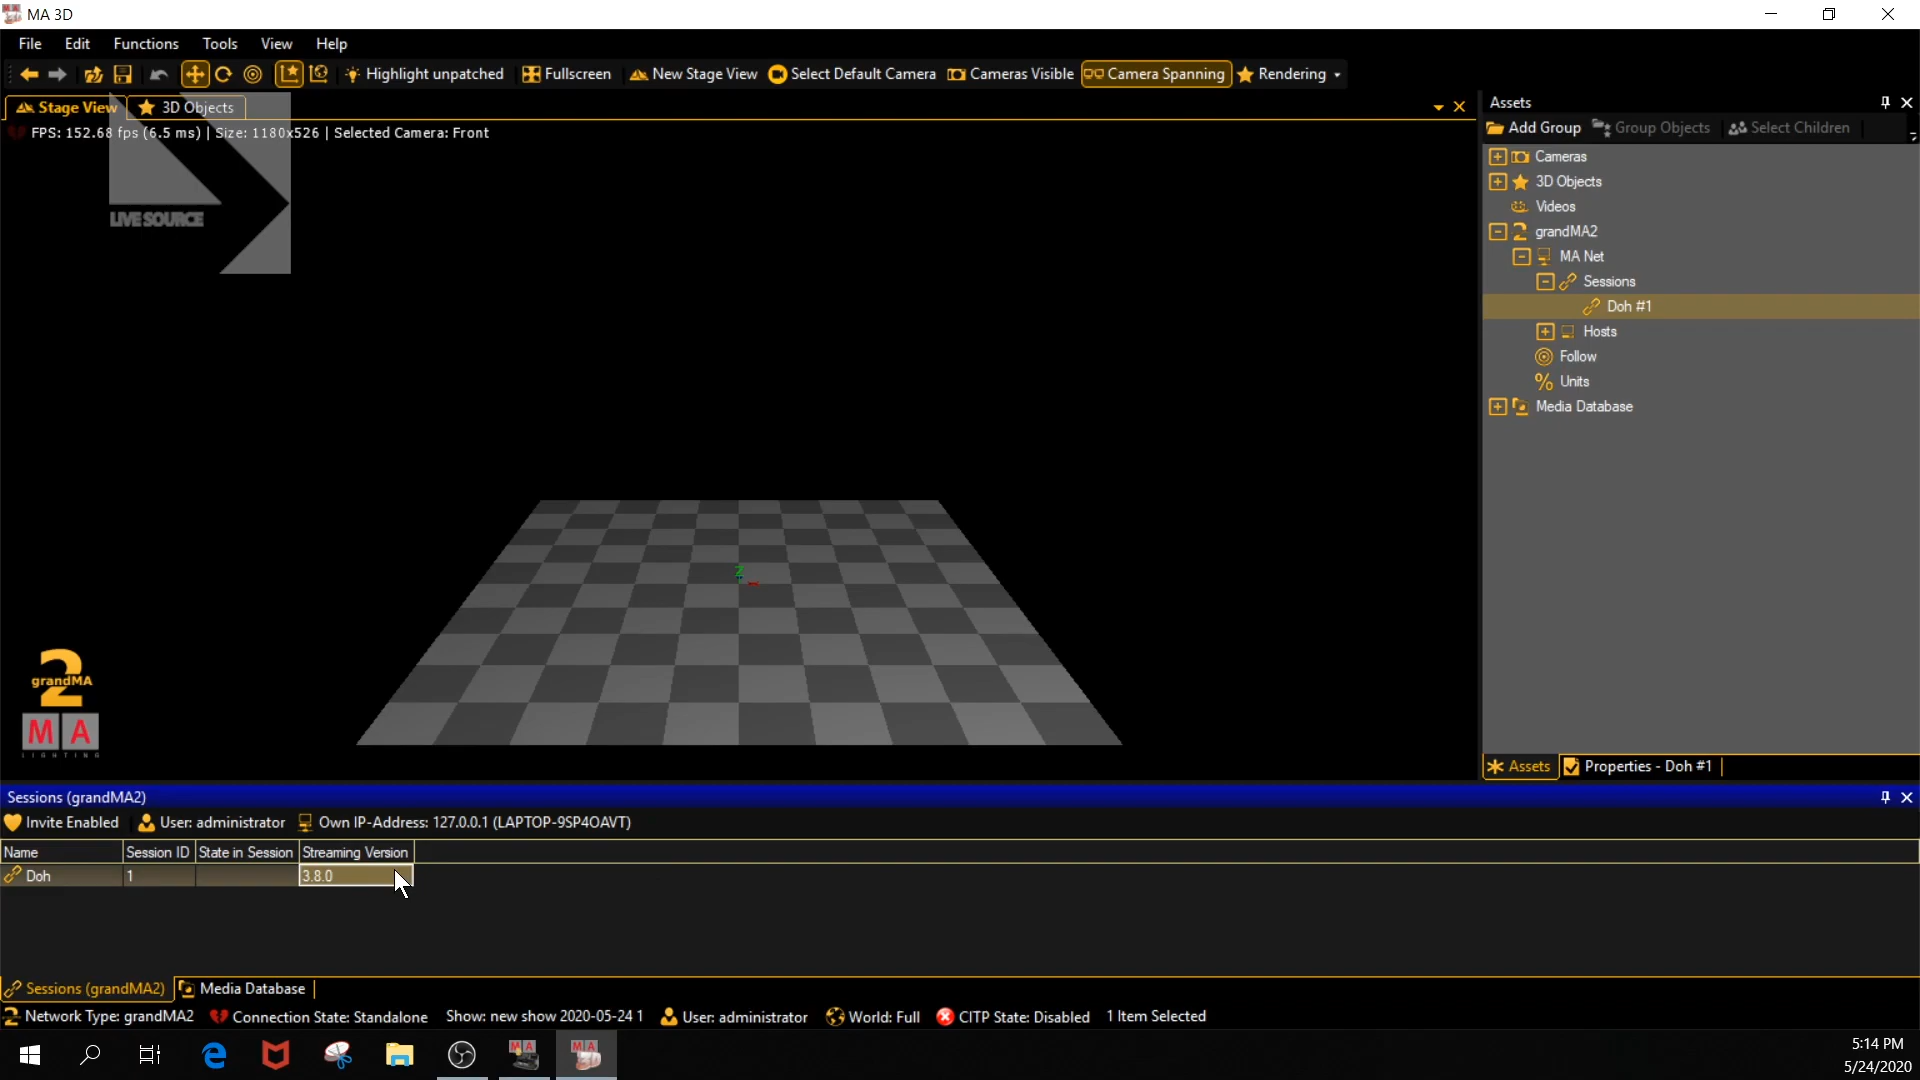 MA 3D
File Edit Functions Tools View Help
Highlight unpatched Fullscreen New Stage View Select Default Camera Cameras Visible Camera Spanning Rendering
Stage View 3D Objects
FPS: 152.68 fps (6.5 ms) | Size: 1180x526 | Selected Camera: Front
LIVE SOURCE
Z
2
grandMA
MA
LIGHTING
Assets
Add Group Group Objects Select Children
Cameras
3D Objects
Videos
grandMA2
MA Net
Sessions
Doh #1
Hosts
Follow
Units
Media Database
Assets Properties - Doh #1
Sessions (grandMA2)
Invite Enabled User: administrator Own IP-Address: 127.0.0.1 (LAPTOP-9SP4OAVT)
Name Session ID State in Session Streaming Version
Doh 1 3.8.0
Sessions (grandMA2) Media Database
Network Type: grandMA2 Connection State: Standalone Show: new show 2020-05-24 1 User: administrator World: Full CITP State: Disabled 1 Item Selected
5:14 PM
5/24/2020